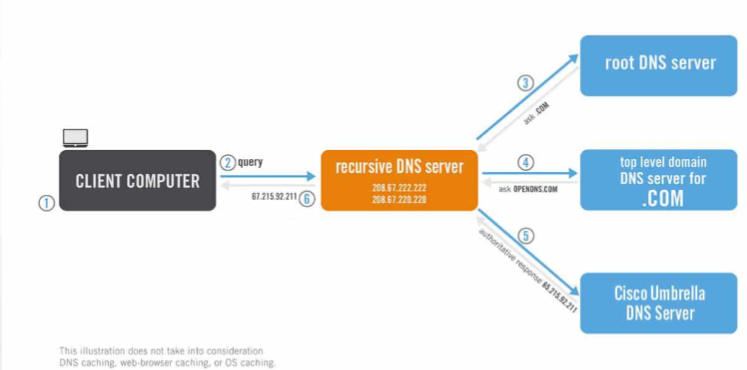 root DNS server
③
ask .COM
② query
recursive DNS server
④
top level domain
DNS server for
.COM
CLIENT COMPUTER
208.67.222.222
208.67.220.220
ask OPENDNS.COM
①
67.215.92.211 ⑥
⑤
authoritative response 65.215.92.211
Cisco Umbrella
DNS Server
This illustration does not take into consideration
DNS caching, web-browser caching, or OS caching.